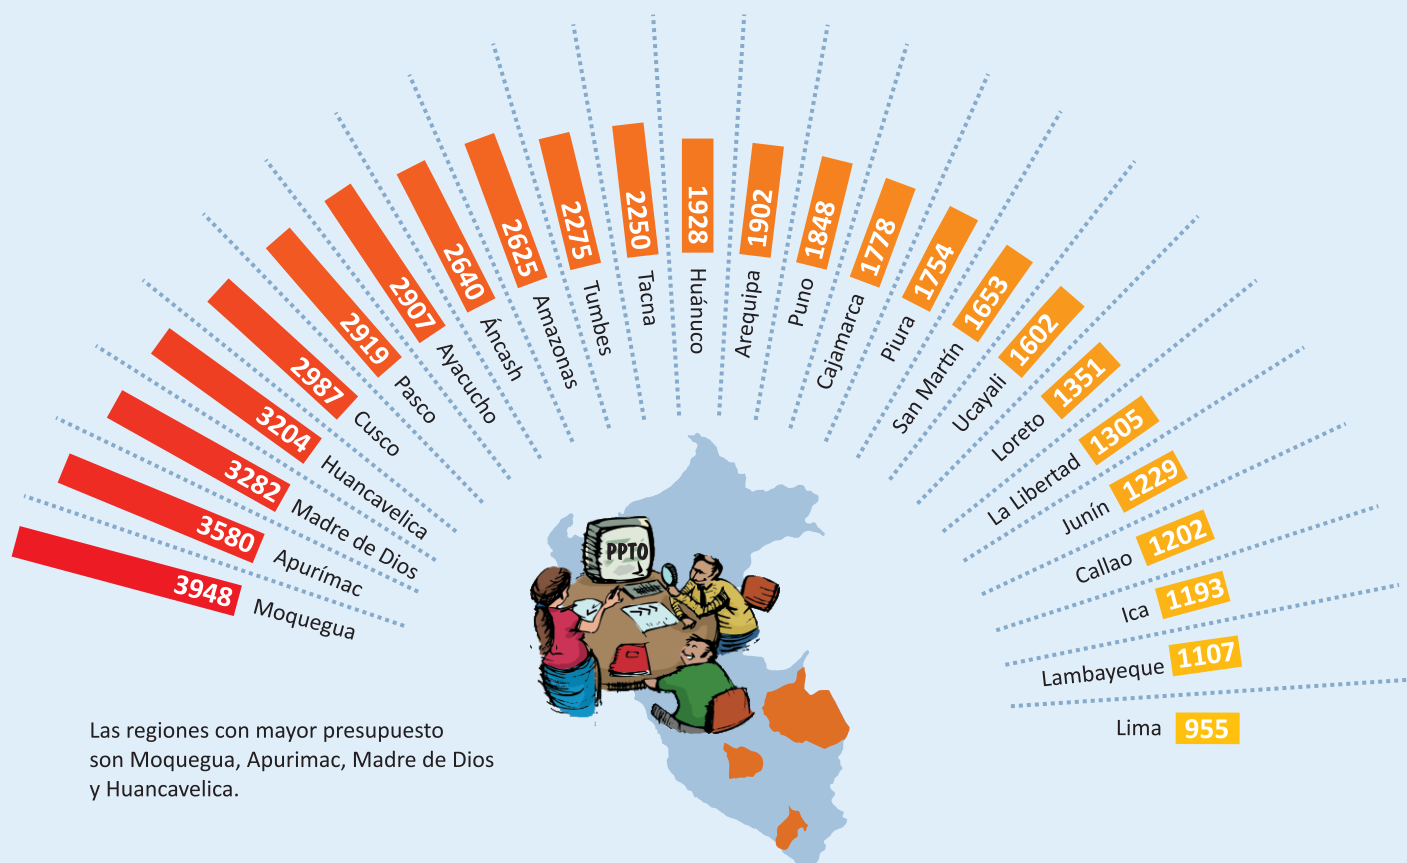 3948 Moquegua
3580 Apurímac
3282 Madre de Dios
3204 Huancavelica
2987 Cusco
2919 Pasco
2907 Ayacucho
2640 Áncash
2625 Amazonas
2275 Tumbes
2250 Tacna
1928 Huánuco
1902 Arequipa
1848 Puno
1778 Cajamarca
1754 Piura
1653 San Martín
1602 Ucayali
1351 Loreto
1305 La Libertad
1229 Junín
1202 Callao
1193 Ica
1107 Lambayeque
Lima 955
PPTO
Las regiones con mayor presupuesto
son Moquegua, Apurimac, Madre de Dios
y Huancavelica.